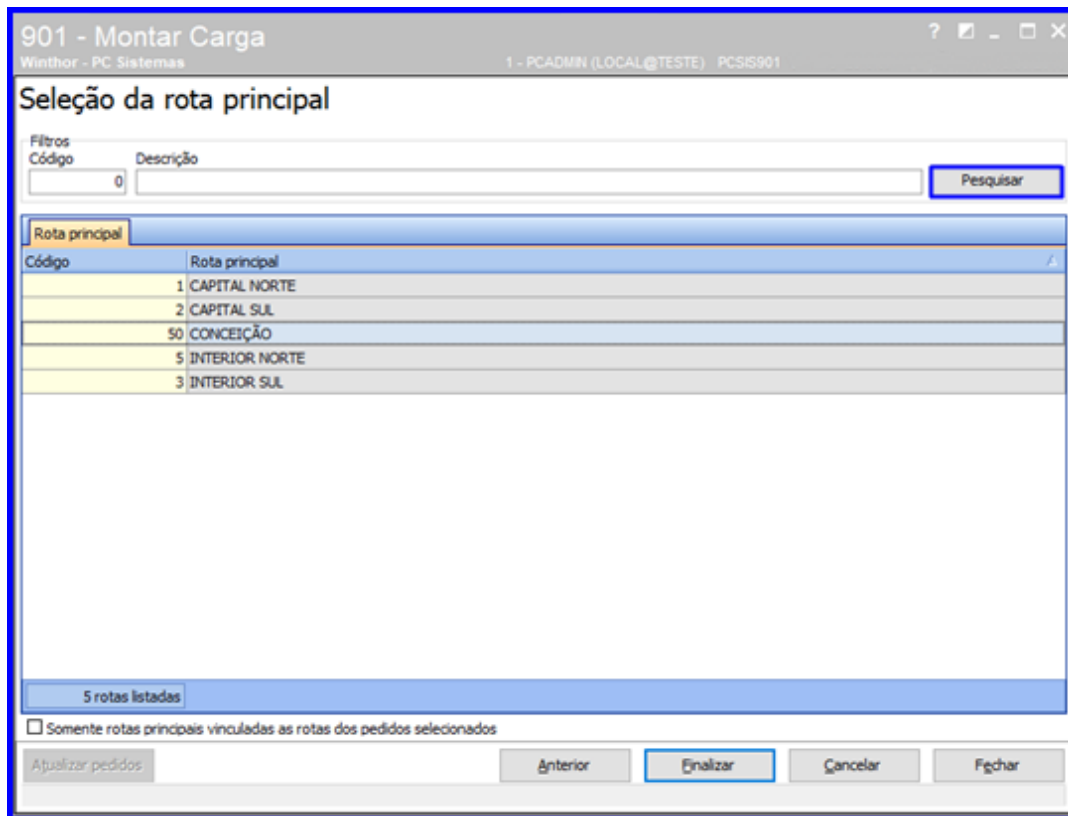 901 - Montar Carga
? 
Winthor - PC Sistemas 1 - PCADMIN (LOCAL@TESTE) PCSIS901
Seleção da rota principal
Filtros
Código Descrição
0 Pesquisar
Rota principal
Código Rota principal
1 CAPITAL NORTE
2 CAPITAL SUL
50 CONCEIÇÃO
5 INTERIOR NORTE
3 INTERIOR SUL
5 rotas listadas
Somente rotas principais vinculadas as rotas dos pedidos selecionados
Atualizar pedidos Anterior Finalizar Cancelar Fechar